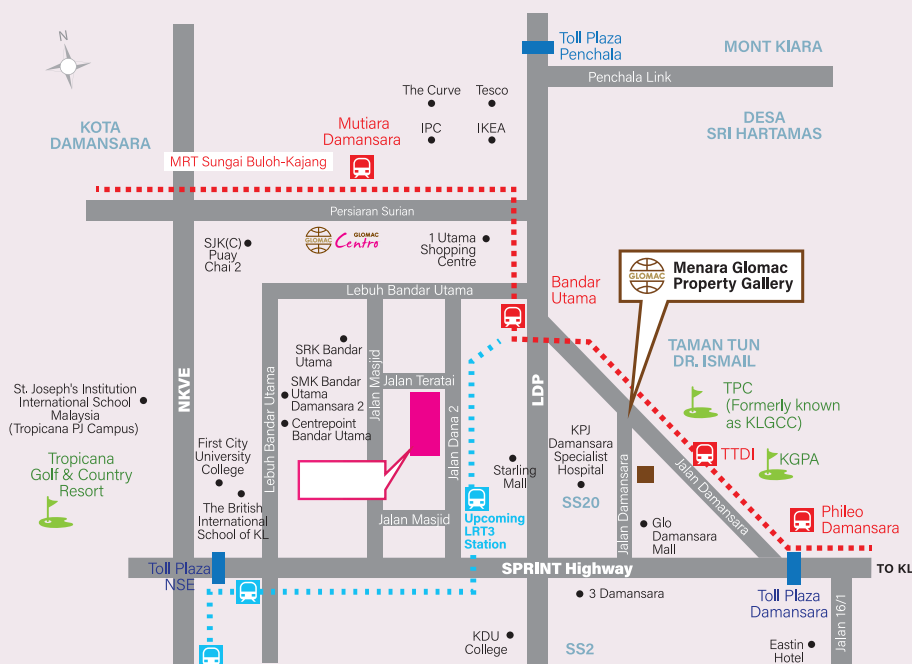 N
Toll Plaza
Penchala
MONT KIARA
Penchala Link
The Curve
Tesco
KOTA
DAMANSARA
Mutiara
Damansara
IPC
IKEA
DESA
SRI HARTAMAS
MRT Sungai Buloh-Kajang
Persiaran Surian
SJK(C)
Puay
Chai 2
GLOMAC
GLOMAC
Centro
1 Utama
Shopping
Centre
GLOMAC
Menara Glomac
Property Gallery
Lebuh Bandar Utama
Bandar
Utama
SRK Bandar
Utama
TAMAN TUN
DR. ISMAIL
NKVE
Jalan Masjid
Jalan Teratai
LDP
St. Joseph's Institution
International School
Malaysia
(Tropicana PJ Campus)
SMK Bandar
Utama
Damansara 2
Centrepoint
Bandar Utama
Lebuh Bandar Utama
Jalan Dana 2
TPC
(Formerly known
as KLGCC)
First City
University
College
KPJ
Damansara
Specialist
Hospital
Starling
Mall
TTDI
KGPA
Tropicana
Golf & Country
Resort
The British
International
School of KL
Jalan Masjid
Upcoming
LRT3
Station
SS20
Jalan Damansara
Jalan Damansara
Glo
Damansara
Mall
Phileo
Damansara
Toll Plaza
NSE
SPRINT Highway
TO KL
3 Damansara
Toll Plaza
Damansara
Jalan 16/1
KDU
College
SS2
Eastin
Hotel